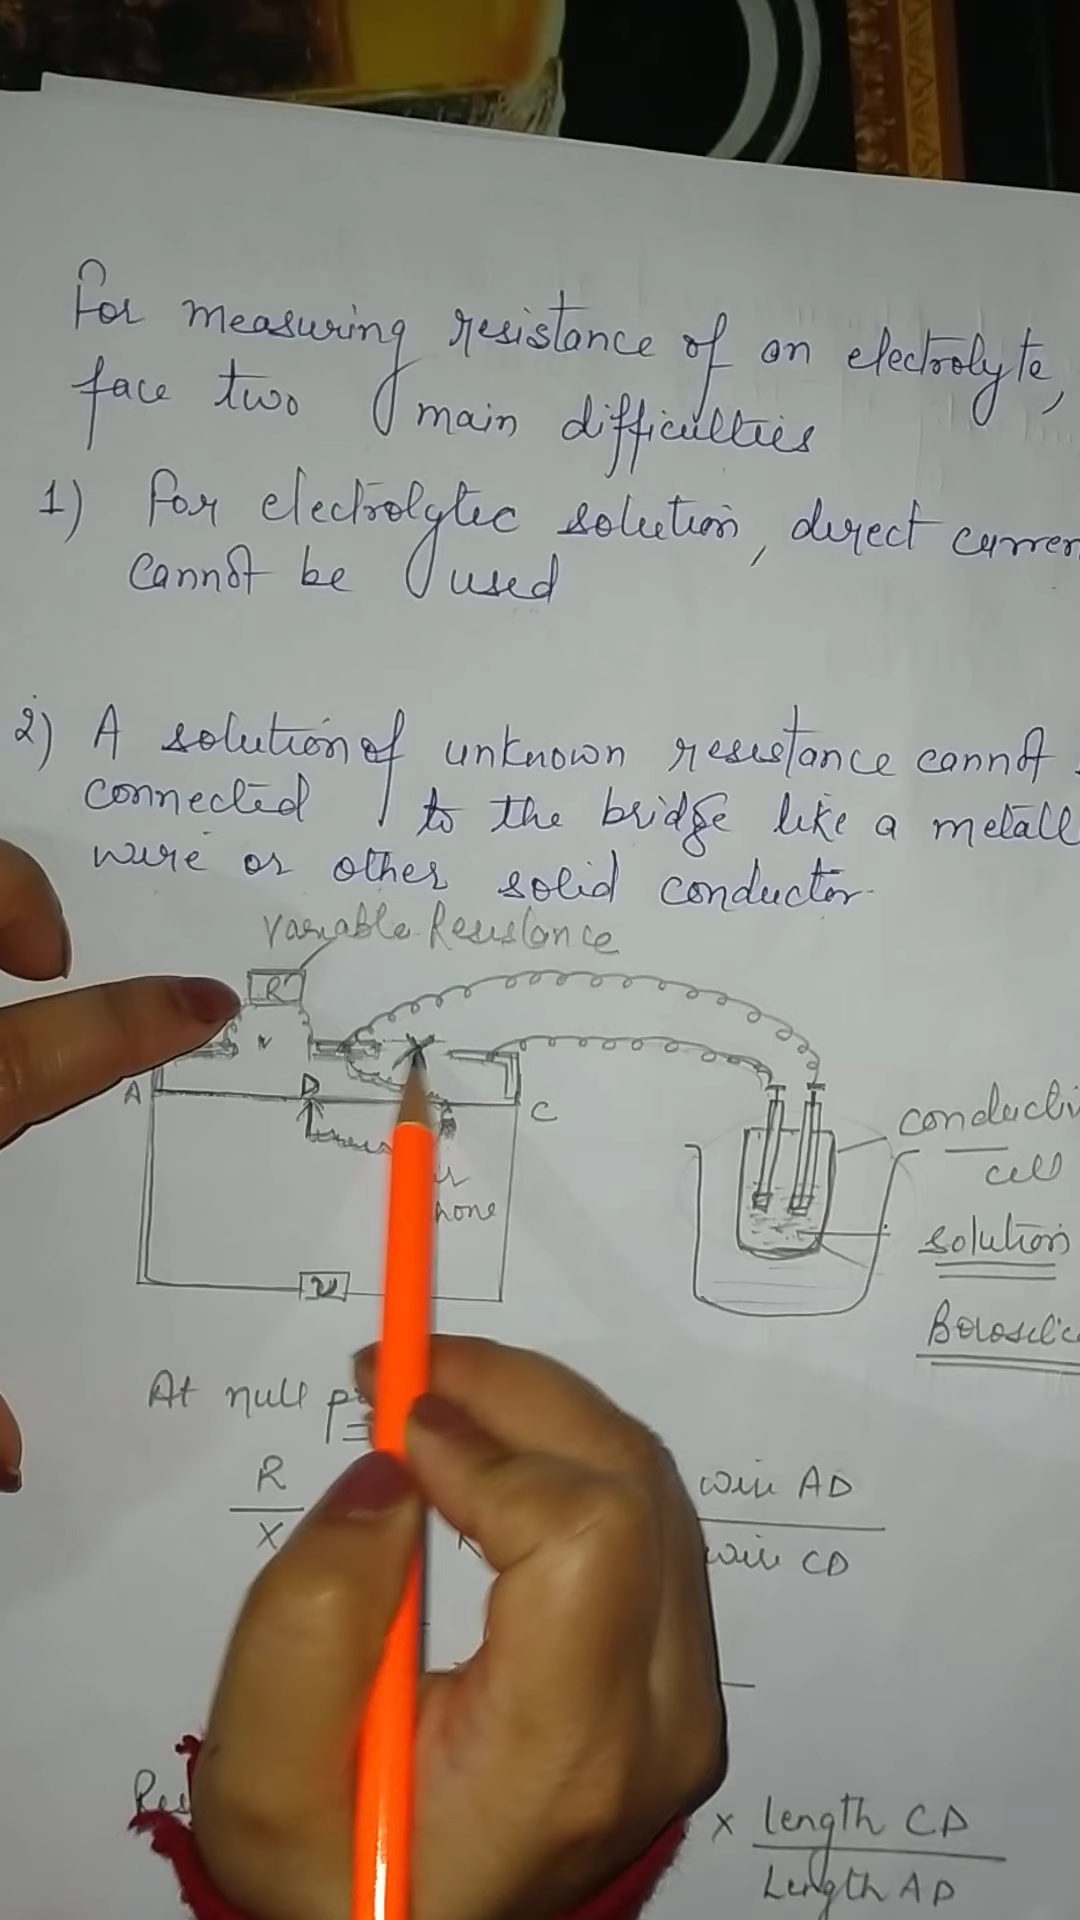 For measuring resistance of an electrolyte,
face two main difficulties
1) For electrolytic solution, direct curren
cannot be used
2) A solution of unknown resistance cannot
connected to the bridge like a metall
wire or other solid conductor.
Variable Resistance
R
X
A
D
C
hone
conducti
cell
solution
At null p
R wire AD
X wire CD
Res
x length CD
Length AD